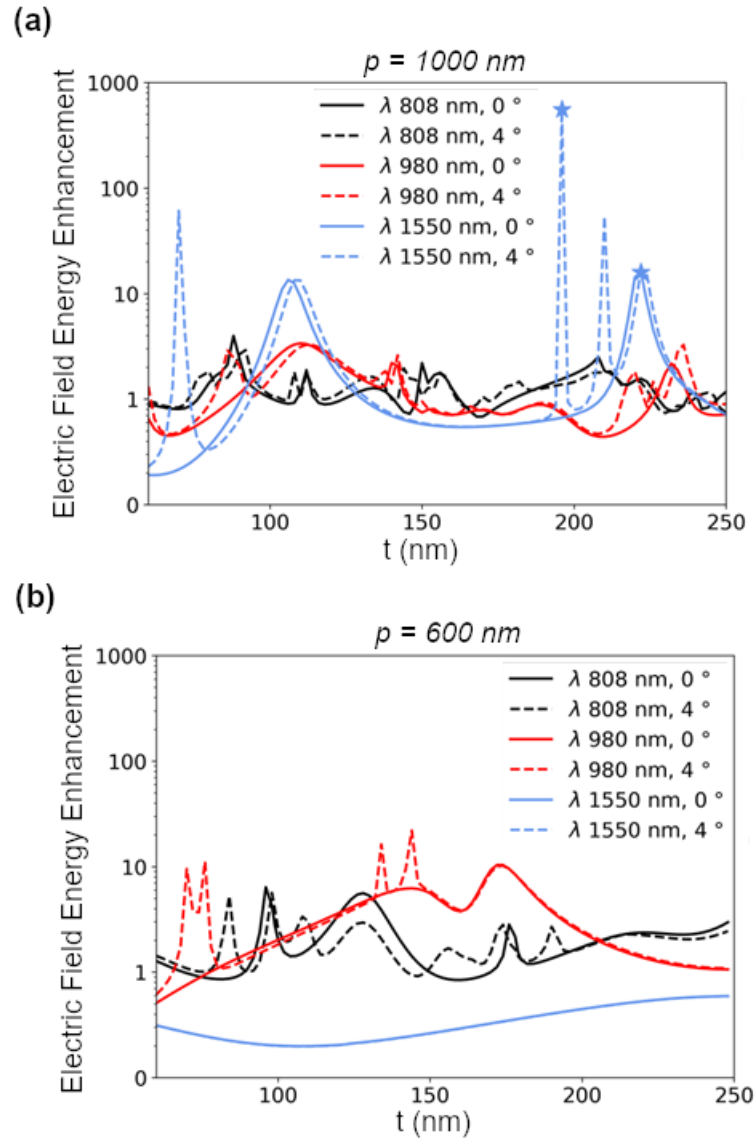 (a)
p = 1000 nm
Electric Field Energy Enhancement
1000
100
10
1
0
λ 808 nm, 0 °
λ 808 nm, 4 °
λ 980 nm, 0 °
λ 980 nm, 4 °
λ 1550 nm, 0 °
λ 1550 nm, 4 °
100
150
200
250
t (nm)
(b)
p = 600 nm
Electric Field Energy Enhancement
1000
100
10
1
0
λ 808 nm, 0 °
λ 808 nm, 4 °
λ 980 nm, 0 °
λ 980 nm, 4 °
λ 1550 nm, 0 °
λ 1550 nm, 4 °
100
150
200
250
t (nm)